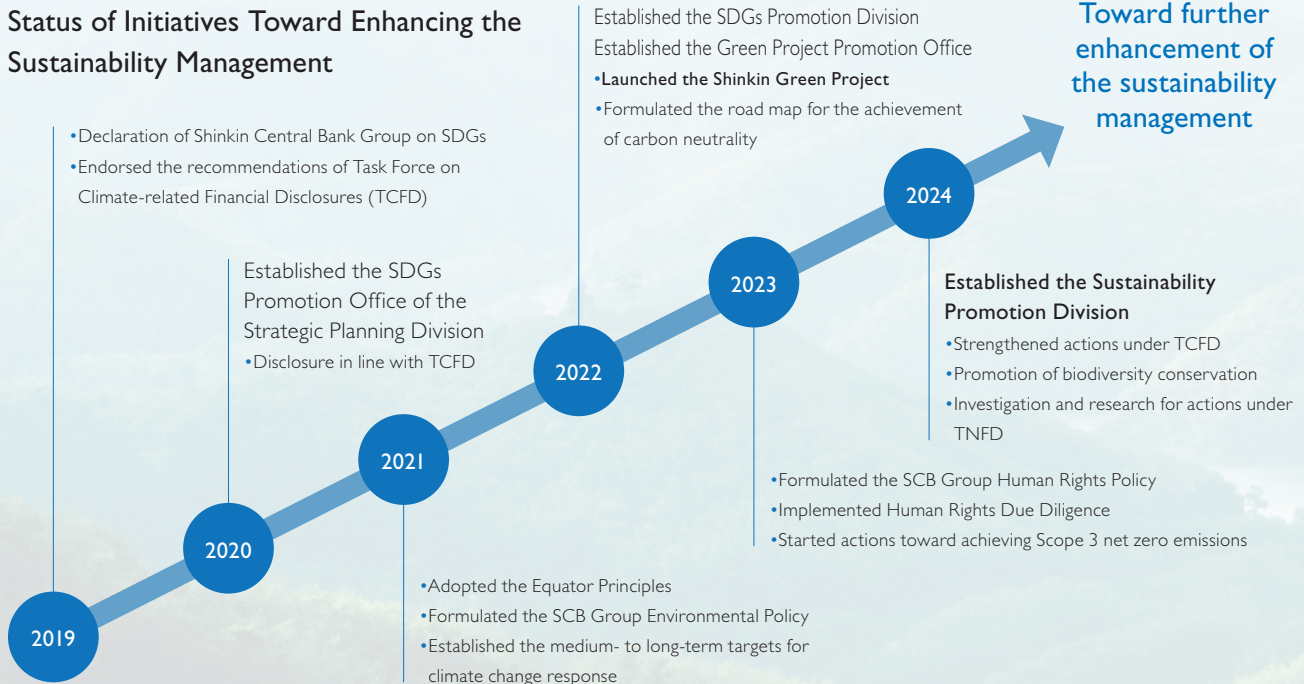 Status of Initiatives Toward Enhancing the
Sustainability Management
•Declaration of Shinkin Central Bank Group on SDGs
•Endorsed the recommendations of Task Force on
Climate-related Financial Disclosures (TCFD)
2019
Established the SDGs
Promotion Office of the
Strategic Planning Division
•Disclosure in line with TCFD
2020
2021
•Adopted the Equator Principles
•Formulated the SCB Group Environmental Policy
•Established the medium- to long-term targets for
climate change response
Established the SDGs Promotion Division
Established the Green Project Promotion Office
•Launched the Shinkin Green Project
•Formulated the road map for the achievement
of carbon neutrality
2022
2023
•Formulated the SCB Group Human Rights Policy
•Implemented Human Rights Due Diligence
•Started actions toward achieving Scope 3 net zero emissions
2024
Established the Sustainability
Promotion Division
•Strengthened actions under TCFD
•Promotion of biodiversity conservation
•Investigation and research for actions under
TNFD
Toward further
enhancement of
the sustainability
management